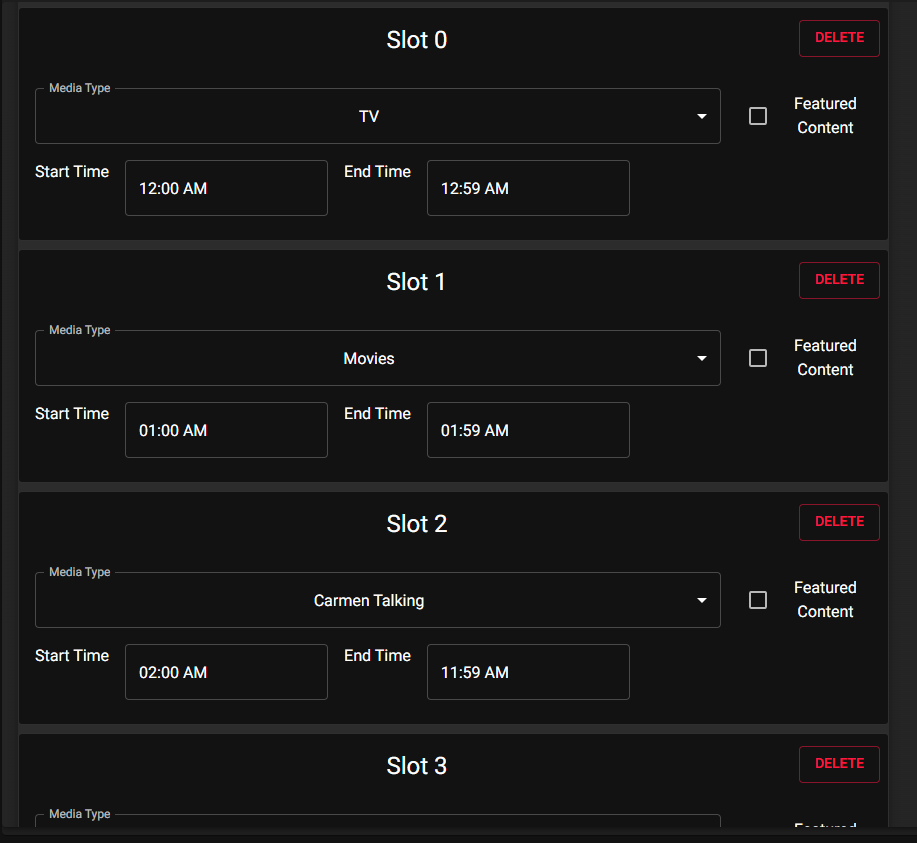 Slot 0
DELETE
Media Type
TV
Featured
Content
Start Time
12:00 AM
End Time
12:59 AM
Slot 1
DELETE
Media Type
Movies
Featured
Content
Start Time
01:00 AM
End Time
01:59 AM
Slot 2
DELETE
Media Type
Carmen Talking
Featured
Content
Start Time
02:00 AM
End Time
11:59 AM
Slot 3
DELETE
Media Type